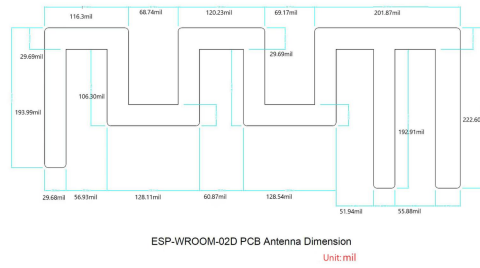 116.3mil 68.74mil 120.23mil 69.17mil 201.87mil
29.69mil 29.69mil
106.30mil
193.99mil 222.60
192.91mil
29.68mil 56.93mil 128.11mil 60.87mil 128.54mil
51.94mil 55.88mil
ESP-WROOM-02D PCB Antenna Dimension
Unit: mil